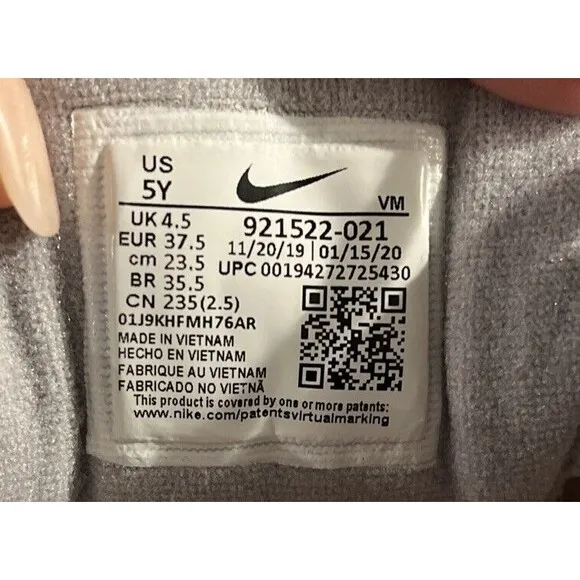 US
5Y
VM
UK 4.5
EUR 37.5
cm 23.5
BR 35.5
CN 235(2.5)
921522-021
11/20/19 | 01/15/20
UPC 00194272725430
01J9KHFMH76AR
MADE IN VIETNAM
HECHO EN VIETNAM
FABRIQUE AU VIETNAM
FABRICADO NO VIETNÃ
This product is covered by one or more patents:
www.nike.com/patentsvirtualmarking